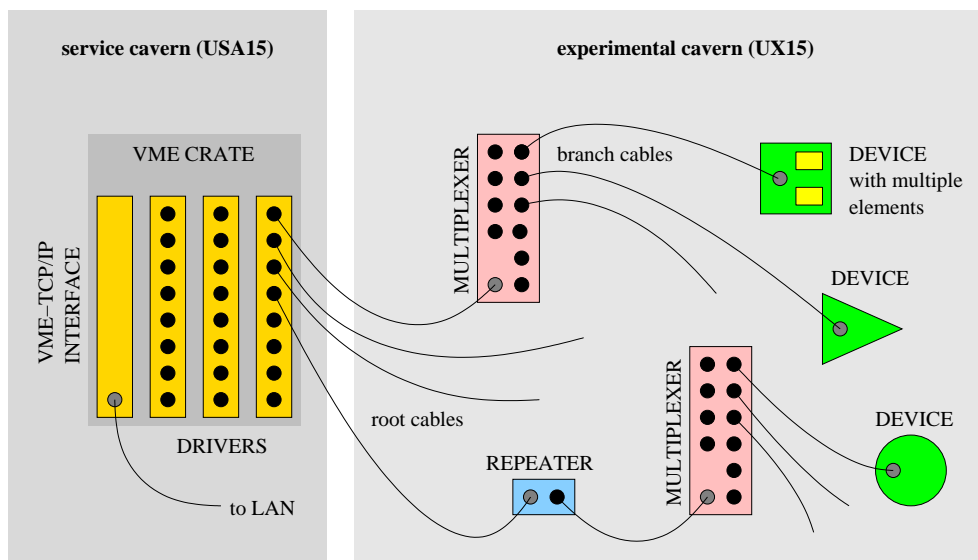 service cavern (USA15)
experimental cavern (UX15)
VME CRATE
VME−TCP/IP
INTERFACE
DRIVERS
to LAN
root cables
MULTIPLEXER
branch cables
DEVICE
with multiple
elements
DEVICE
REPEATER
MULTIPLEXER
DEVICE